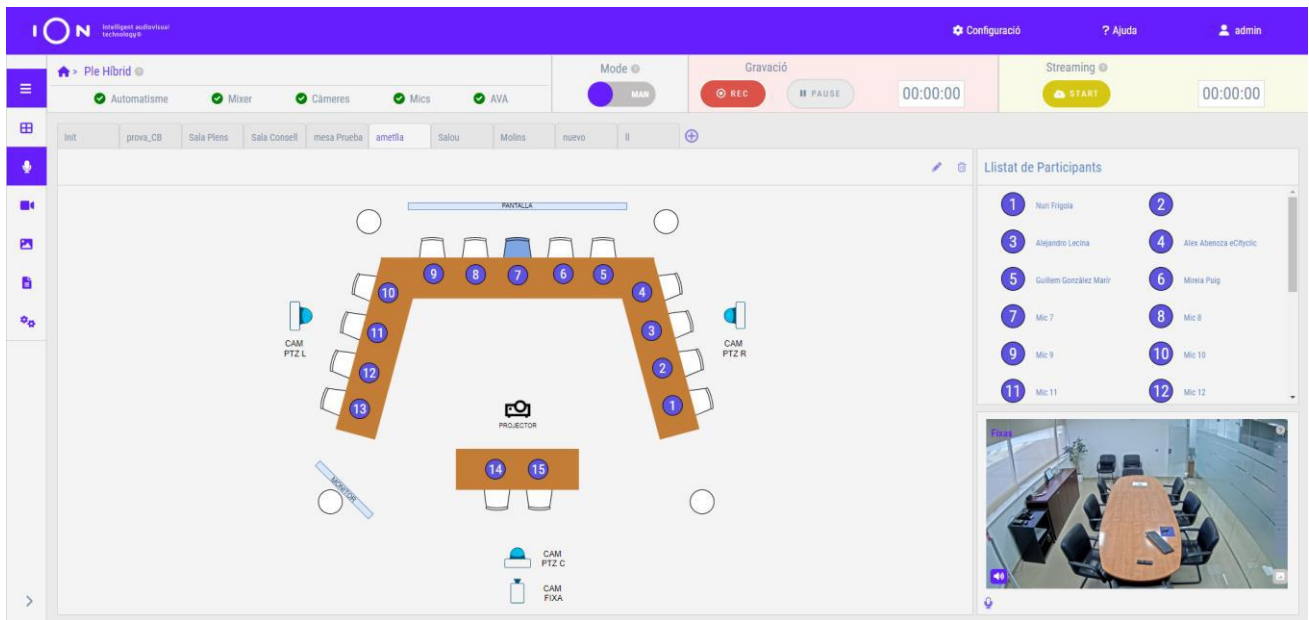 ION Intelligent audiovisual
technology®
Configuració
? Ajuda
admin
> Ple Híbrid
Automatisme
Mixer
Càmeres
Mics
AVA
Mode
MAN
Gravació
REC
PAUSE
00:00:00
Streaming
START
00:00:00
Init
prova_CB
Sala Plens
Sala Consell
mesa Prueba
ametlla
Salou
Molins
nuevo
PANTALLA
9
8
7
6
5
10
4
11
3
12
2
13
1
CAM
PTZ L
CAM
PTZ R
PROJECTOR
14
15
MONITOR
CAM
PTZ C
CAM
FIXA
Llistat de Participants
1 Nuri Frigola
2
3 Alejandro Lecina
4 Alex Abenoza eCityclic
5 Guillem González Marír
6 Mireia Puig
7 Mic 7
8 Mic 8
9 Mic 9
10 Mic 10
11 Mic 11
12 Mic 12
Fixas